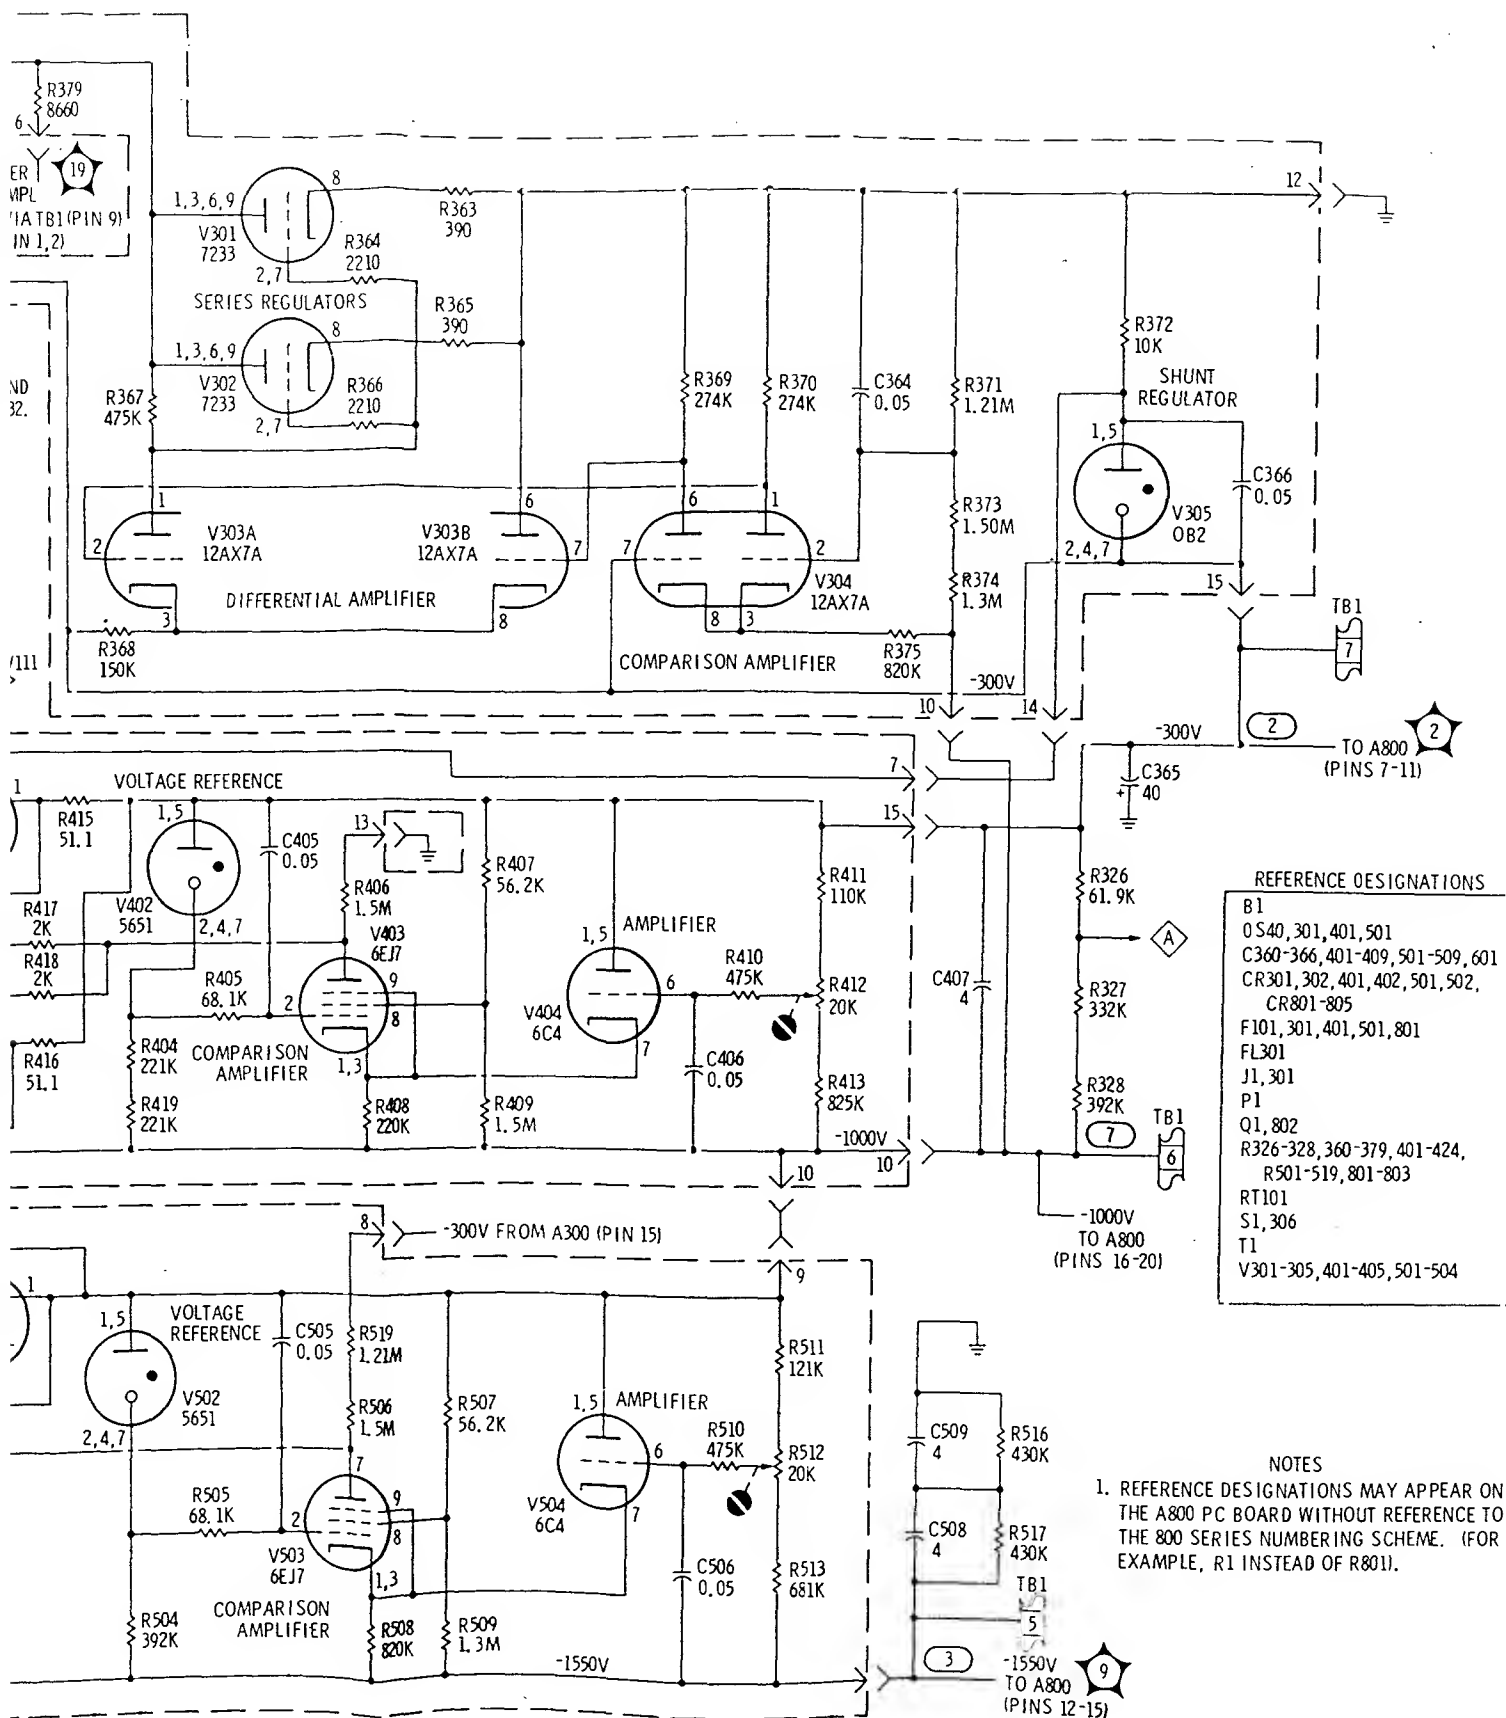 R379
8660
6
19
ER
MPL
VIA TB1 (PIN 9)
IN 1,2)
1,3,6,9
8
V301
7233
2,7
R363
390
R364
2210
SERIES REGULATORS
R365
390
1,3,6,9
8
V302
7233
2,7
R366
2210
R367
475K
ND
32.
12
R369
274K
R370
274K
C364
0.05
R371
1.21M
R372
10K
SHUNT
REGULATOR
1,5
C366
0.05
V305
OB2
2,4,7
15
1
V303A
12AX7A
2
3
6
V303B
12AX7A
7
8
DIFFERENTIAL AMPLIFIER
6
1
7
2
V304
12AX7A
8
3
R373
1.50M
R374
1.3M
R368
150K
COMPARISON AMPLIFIER
R375
820K
V111
-300V
10
14
TB1
7
-300V
2
TO A800
(PINS 7-11)
2
C365
40
+
7
1
VOLTAGE REFERENCE
R415
51.1
1,5
C405
0.05
13
15
R407
56.2K
R406
1.5M
R411
110K
R326
61.9K
A
R417
2K
R418
2K
V402
5651
2,4,7
V403
6EJ7
AMPLIFIER
1,5
R410
475K
R412
20K
C407
4
R327
332K
R405
68.1K
2
9
8
V404
6C4
6
7
R416
51.1
R404
221K
COMPARISON
AMPLIFIER
1,3
C406
0.05
R413
825K
R328
392K
R419
221K
R408
220K
R409
1.5M
-1000V
10
7
TB1
6
10
-1000V
TO A800
(PINS 16-20)
8
-300V FROM A300 (PIN 15)
9
REFERENCE DESIGNATIONS
B1
DS40,301,401,501
C360-366,401-409,501-509,601
CR301,302,401,402,501,502,
CR801-805
F101,301,401,501,801
FL301
J1,301
P1
Q1,802
R326-328,360-379,401-424,
R501-519,801-803
RT101
S1,306
T1
V301-305,401-405,501-504
1
1,5
VOLTAGE
REFERENCE
C505
0.05
R519
1.21M
R511
121K
V502
5651
2,4,7
R506
1.5M
R507
56.2K
1,5
AMPLIFIER
R510
475K
R512
20K
C509
4
R516
430K
7
6
R505
68.1K
2
9
8
V504
6C4
7
V503
6EJ7
1,3
C506
0.05
R513
681K
C508
4
R517
430K
TB1
5
COMPARISON
AMPLIFIER
R504
392K
R508
820K
R509
1.3M
-1550V
3
-1550V
TO A800
(PINS 12-15)
9
NOTES
1. REFERENCE DESIGNATIONS MAY APPEAR ON
THE A800 PC BOARD WITHOUT REFERENCE TO
THE 800 SERIES NUMBERING SCHEME. (FOR
EXAMPLE, R1 INSTEAD OF R801).